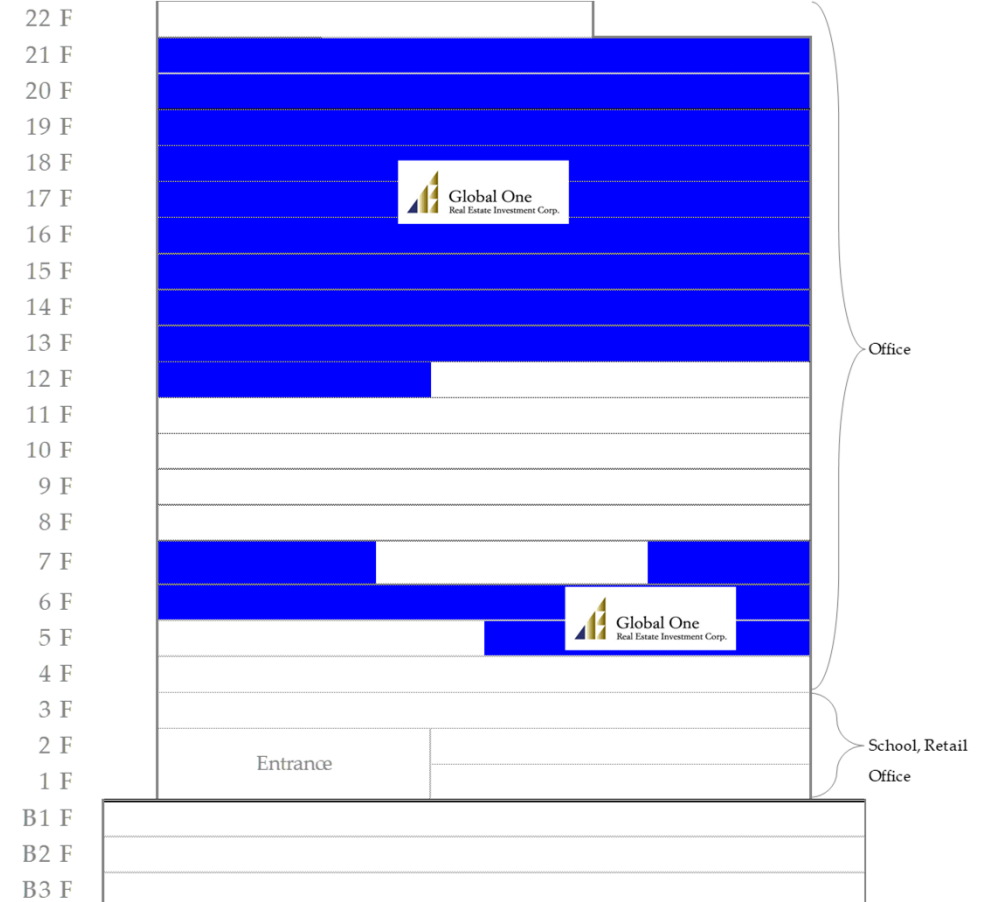 22 F
21 F
20 F
19 F
18 F
Global One
Real Estate Investment Corp.
17 F
16 F
15 F
14 F
13 F
Office
12 F
11 F
10 F
9 F
8 F
7 F
6 F
Global One
Real Estate Investment Corp.
5 F
4 F
3 F
2 F
School, Retail
Entrance
1 F
Office
B1 F
B2 F
B3 F